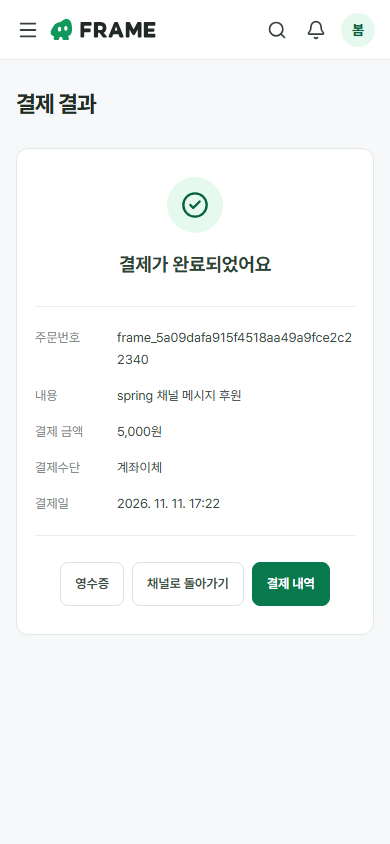 FRAME
봄
결제 결과
결제가 완료되었어요
주문번호 frame_5a09dafa915f4518aa49a9fce2c2
2340
내용 spring 채널 메시지 후원
결제 금액 5,000원
결제수단 계좌이체
결제일 2026. 11. 11. 17:22
영수증 채널로 돌아가기 결제 내역